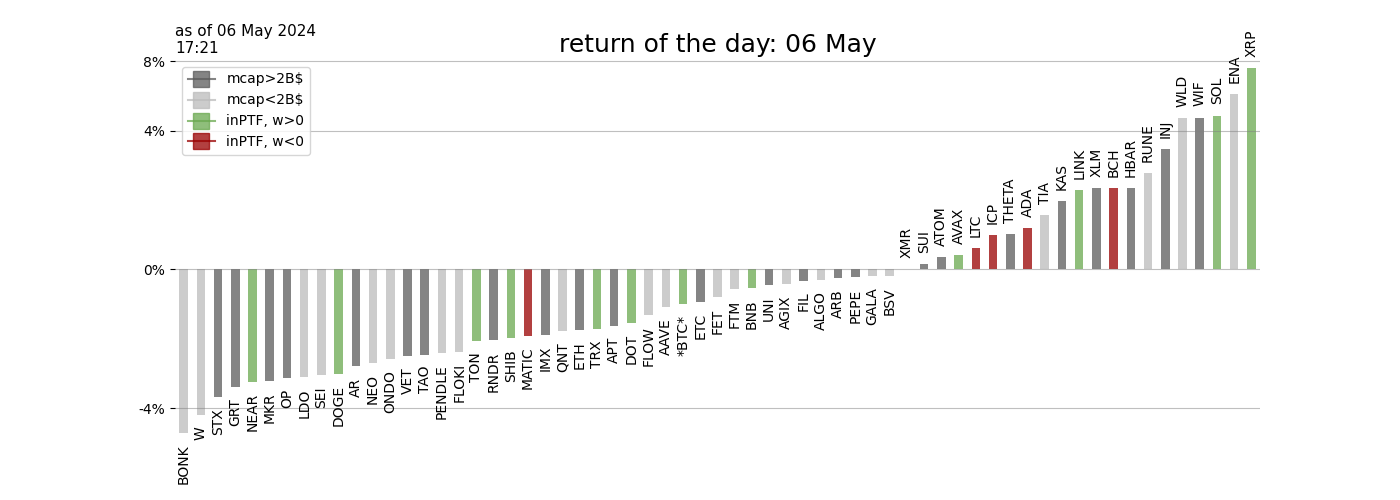 as of 06 May 2024
17:21
return of the day: 06 May
8%
4%
0%
-4%
mcap>2B$
mcap<2B$
inPTF, w>0
inPTF, w<0
BONK
W
STX
GRT
NEAR
MKR
OP
LDO
SEI
DOGE
AR
NEO
ONDO
VET
TAO
PENDLE
FLOKI
TON
RNDR
SHIB
MATIC
IMX
QNT
ETH
TRX
APT
DOT
FLOW
AAVE
*BTC*
ETC
FET
FTM
BNB
UNI
AGIX
FIL
ALGO
ARB
PEPE
GALA
BSV
XMR
SUI
ATOM
AVAX
LTC
ICP
THETA
ADA
TIA
KAS
LINK
XLM
BCH
HBAR
RUNE
INJ
WLD
WIF
SOL
ENA
XRP